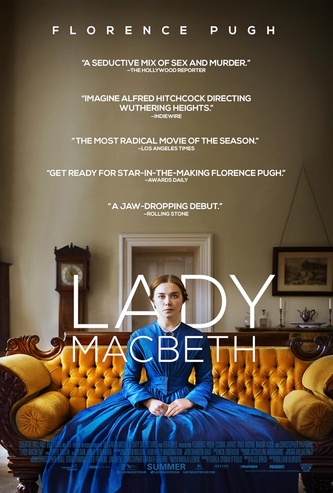 FLORENCE PUGH
"A SEDUCTIVE MIX OF SEX AND MURDER."
–THE HOLLYWOOD REPORTER
"IMAGINE ALFRED HITCHCOCK DIRECTING
WUTHERING HEIGHTS."
–INDIEWIRE
"THE MOST RADICAL MOVIE OF THE SEASON."
–LOS ANGELES TIMES
"GET READY FOR STAR-IN-THE-MAKING FLORENCE PUGH."
–AWARDS DAILY
"A JAW-DROPPING DEBUT."
–ROLLING STONE
LADY
MACBETH
SUMMER